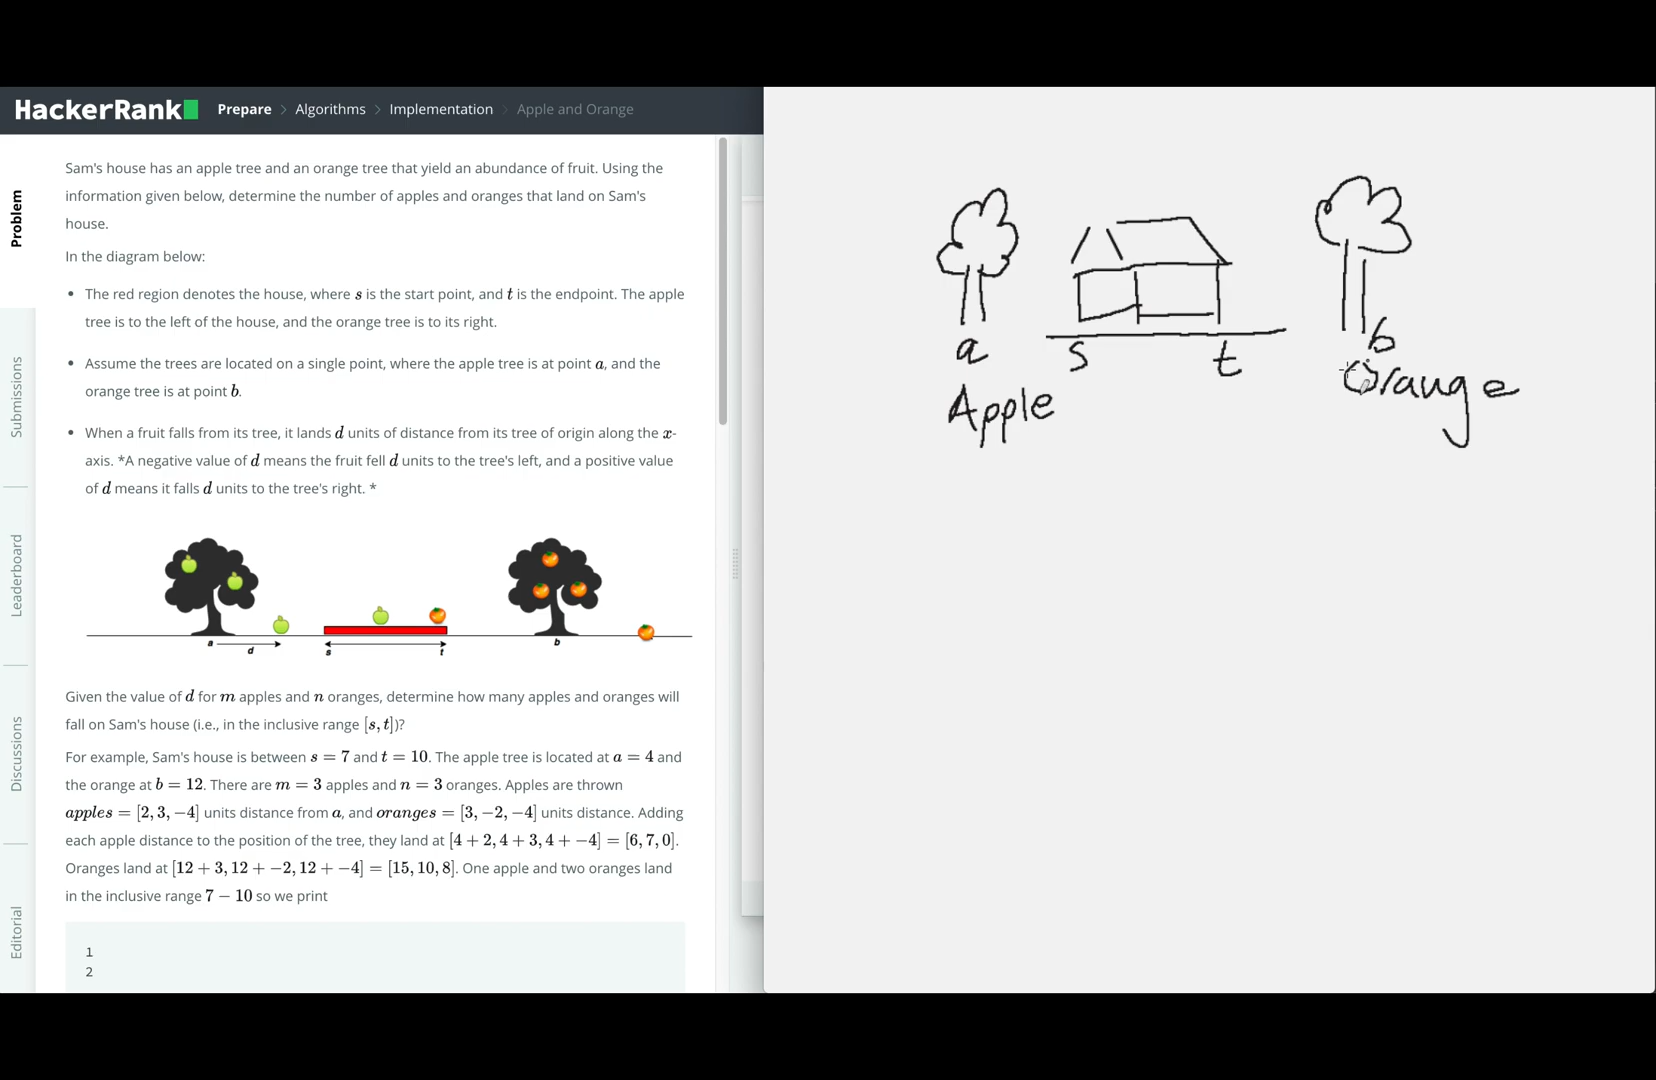 HackerRank Prepare > Algorithms > Implementation > Apple and Orange
Problem
Submissions
Leaderboard
Discussions
Editorial
Sam's house has an apple tree and an orange tree that yield an abundance of fruit. Using the
information given below, determine the number of apples and oranges that land on Sam's
house.
In the diagram below:
• The red region denotes the house, where s is the start point, and t is the endpoint. The apple
tree is to the left of the house, and the orange tree is to its right.
• Assume the trees are located on a single point, where the apple tree is at point a, and the
orange tree is at point b.
• When a fruit falls from its tree, it lands d units of distance from its tree of origin along the x-
axis. *A negative value of d means the fruit fell d units to the tree's left, and a positive value
of d means it falls d units to the tree's right. *
a d s t b
Given the value of d for m apples and n oranges, determine how many apples and oranges will
fall on Sam's house (i.e., in the inclusive range [s, t])?
For example, Sam's house is between s = 7 and t = 10. The apple tree is located at a = 4 and
the orange at b = 12. There are m = 3 apples and n = 3 oranges. Apples are thrown
apples = [2, 3, −4] units distance from a, and oranges = [3, −2, −4] units distance. Adding
each apple distance to the position of the tree, they land at [4 + 2, 4 + 3, 4 + −4] = [6, 7, 0].
Oranges land at [12 + 3, 12 + −2, 12 + −4] = [15, 10, 8]. One apple and two oranges land
in the inclusive range 7 − 10 so we print
1
2
a s t b
Apple Orange